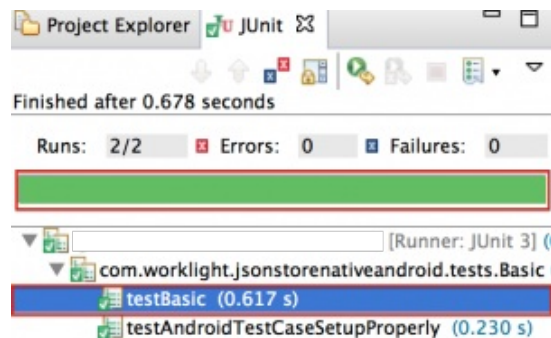 Project Explorer JUnit
Finished after 0.678 seconds
Runs: 2/2 Errors: 0 Failures: 0
[Runner: JUnit 3]
com.worklight.jsonstorenativeandroid.tests.Basic
testBasic (0.617 s)
testAndroidTestCaseSetupProperly (0.230 s)